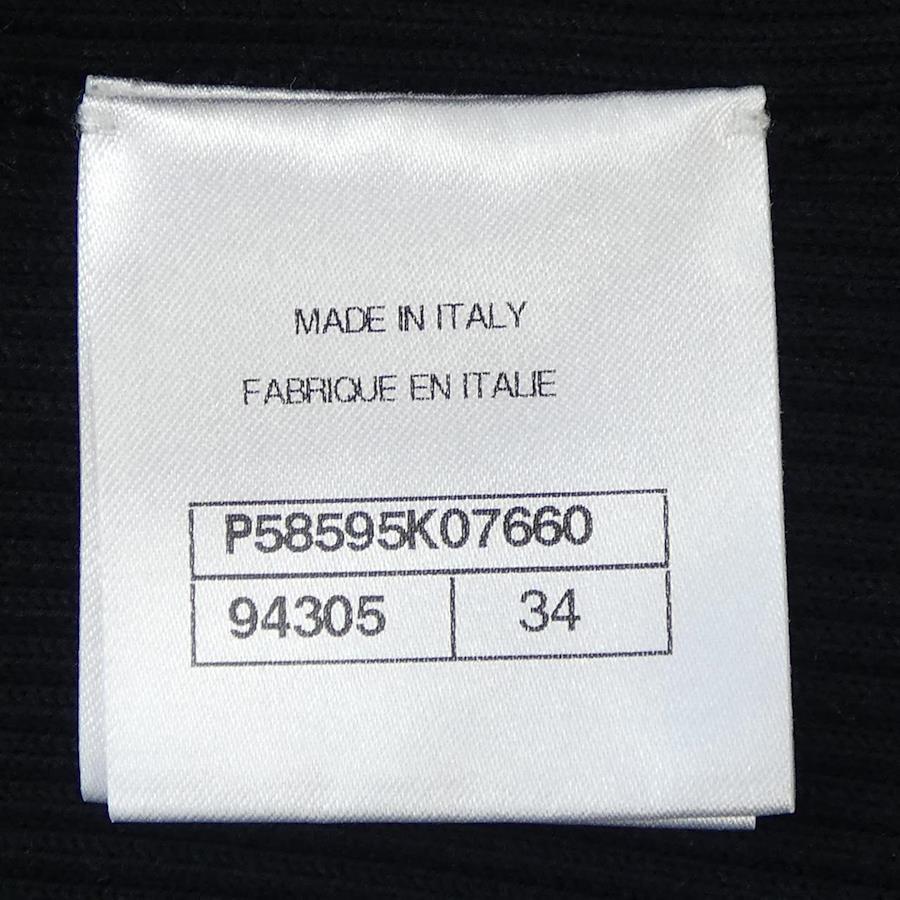 MADE IN ITALY
FABRIQUE EN ITALIE
P58595K07660
94305 34